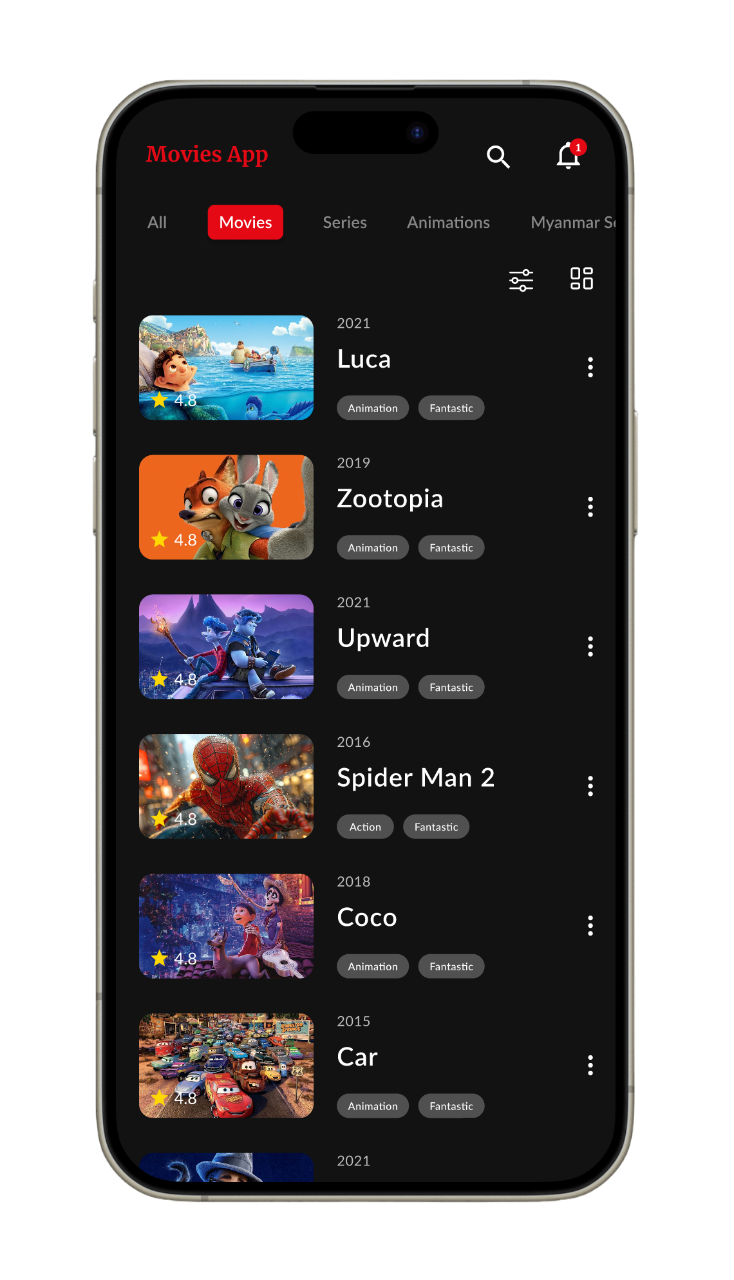 Movies App
1
All Movies Series Animations Myanmar Se
2021
Luca
4.8
Animation Fantastic
2019
Zootopia
4.8
Animation Fantastic
2021
Upward
4.8
Animation Fantastic
2016
Spider Man 2
4.8
Action Fantastic
2018
Coco
4.8
Animation Fantastic
2015
Car
4.8
Animation Fantastic
2021